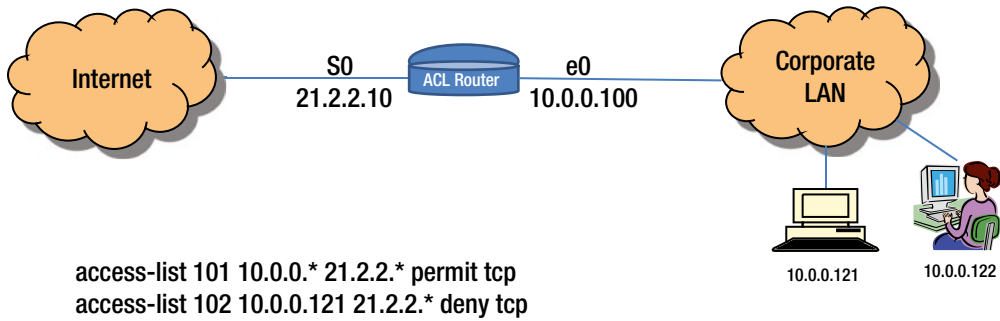 Internet
S0
21.2.2.10
ACL Router
e0
10.0.0.100
Corporate
LAN
10.0.0.121
10.0.0.122
access-list 101 10.0.0.* 21.2.2.* permit tcp
access-list 102 10.0.0.121 21.2.2.* deny tcp